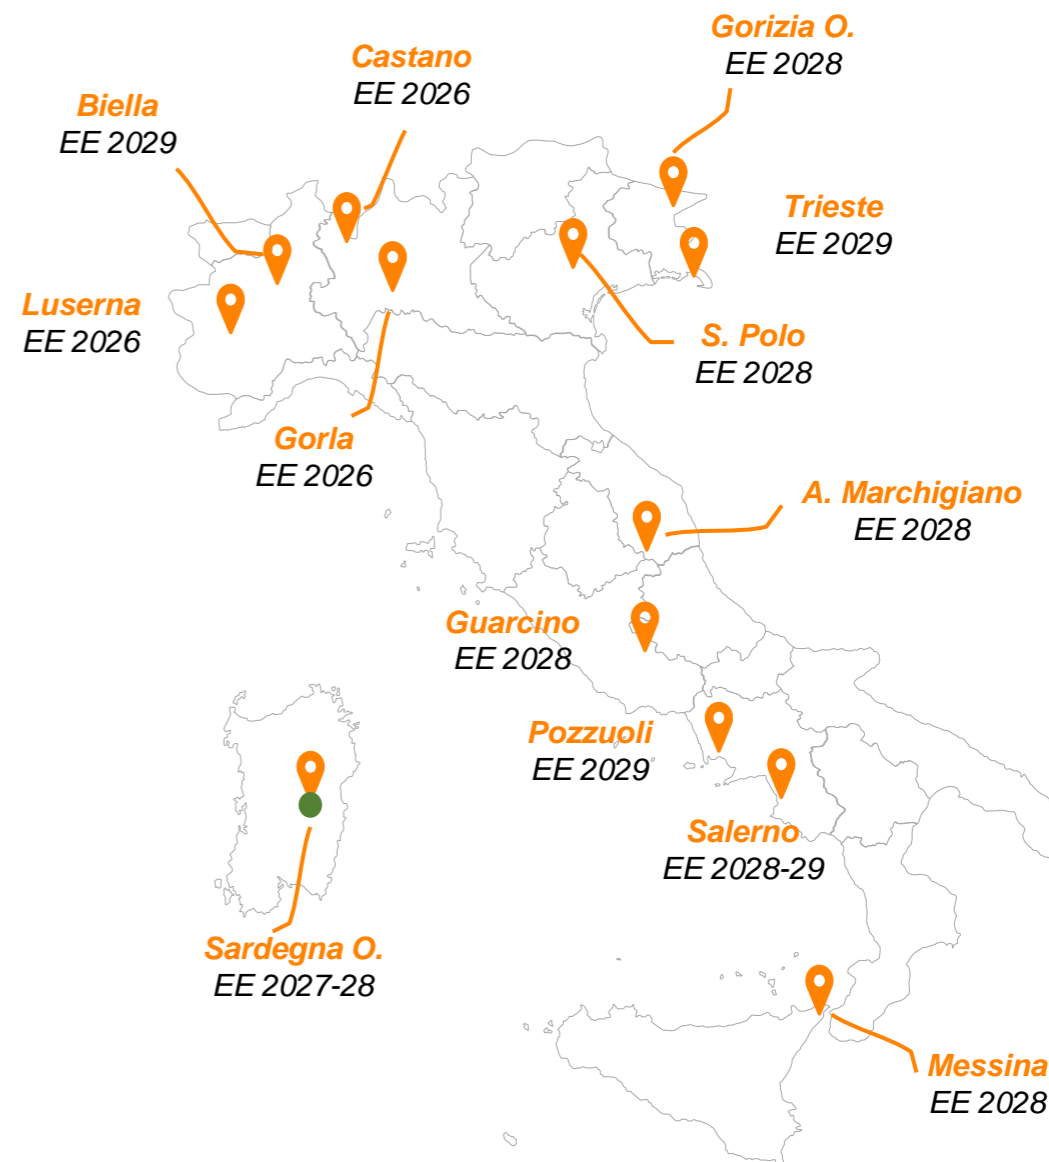 Gorizia O.
EE 2028
Castano
EE 2026
Biella
EE 2029
Trieste
EE 2029
Luserna
EE 2026
S. Polo
EE 2028
Gorla
EE 2026
A. Marchigiano
EE 2028
Guarcino
EE 2028
Pozzuoli
EE 2029
Salerno
EE 2028-29
Sardegna O.
EE 2027-28
Messina
EE 2028